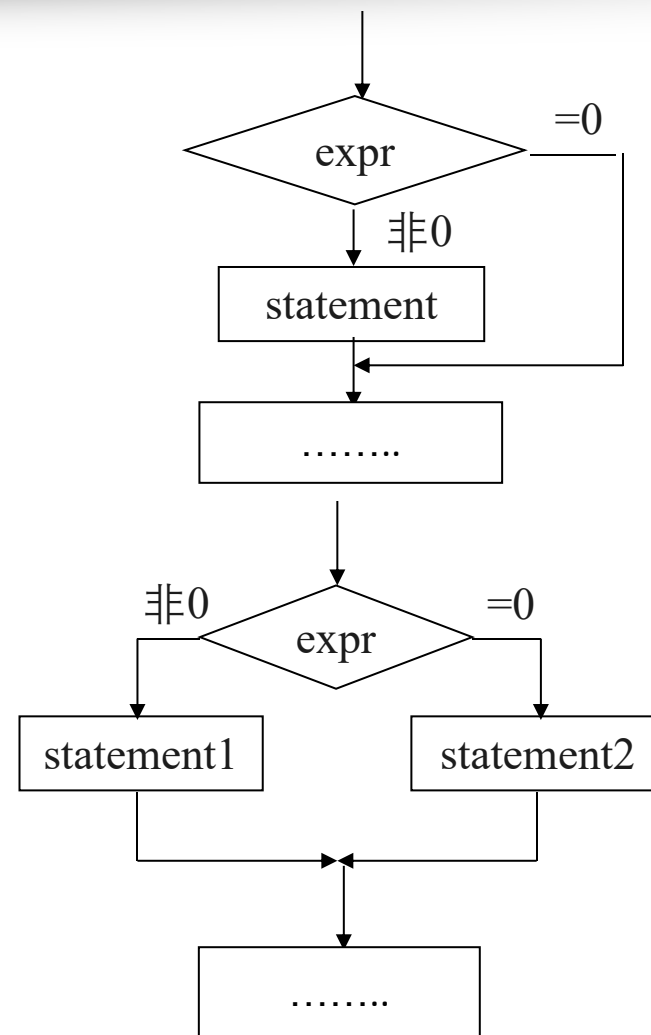 =0
expr
非0
statement
……..
非0
=0
expr
statement1
statement2
……..